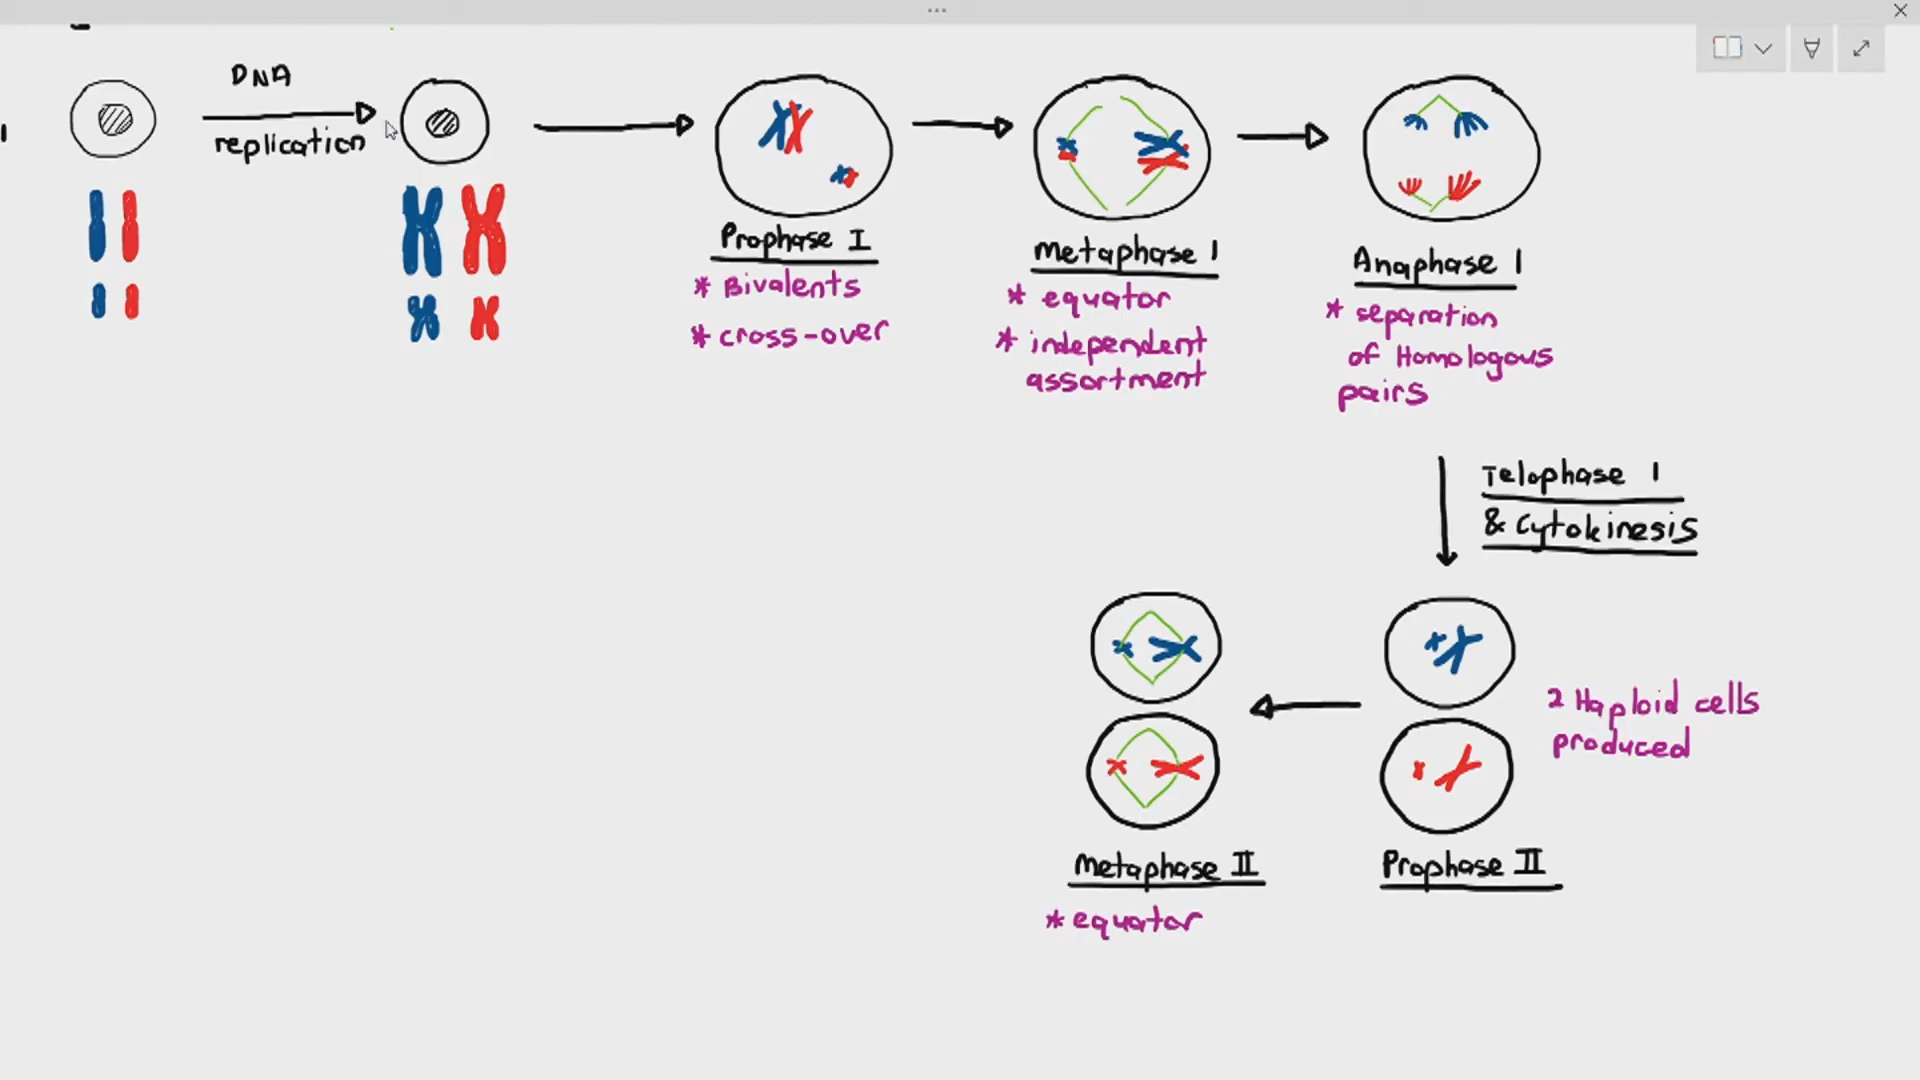 DNA
replication
Prophase I
* Bivalents
* cross-over
Metaphase 1
* equator
* independent
assortment
Anaphase 1
* separation
of Homologous
pairs
Telophase 1
& Cytokinesis
2 Haploid cells
produced
Prophase II
Metaphase II
* equator